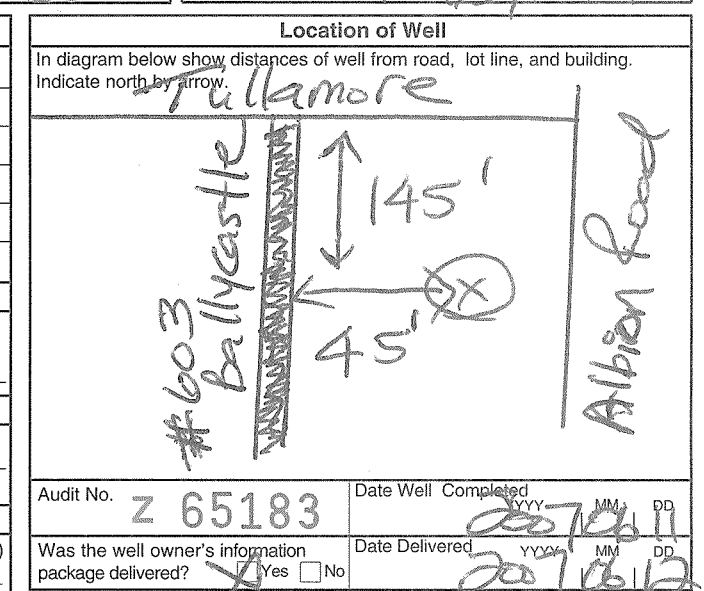 Location of Well
In diagram below show distances of well from road, lot line, and building.
Indicate north by arrow.
Tullamore
#603
Ballycastle
145'
X
45'
Albion Road
Audit No. Z 65183
Date Well Completed
YYYY MM DD
2007 06 11
Was the well owner's information
package delivered? X Yes No
Date Delivered
YYYY MM DD
2007 06 12